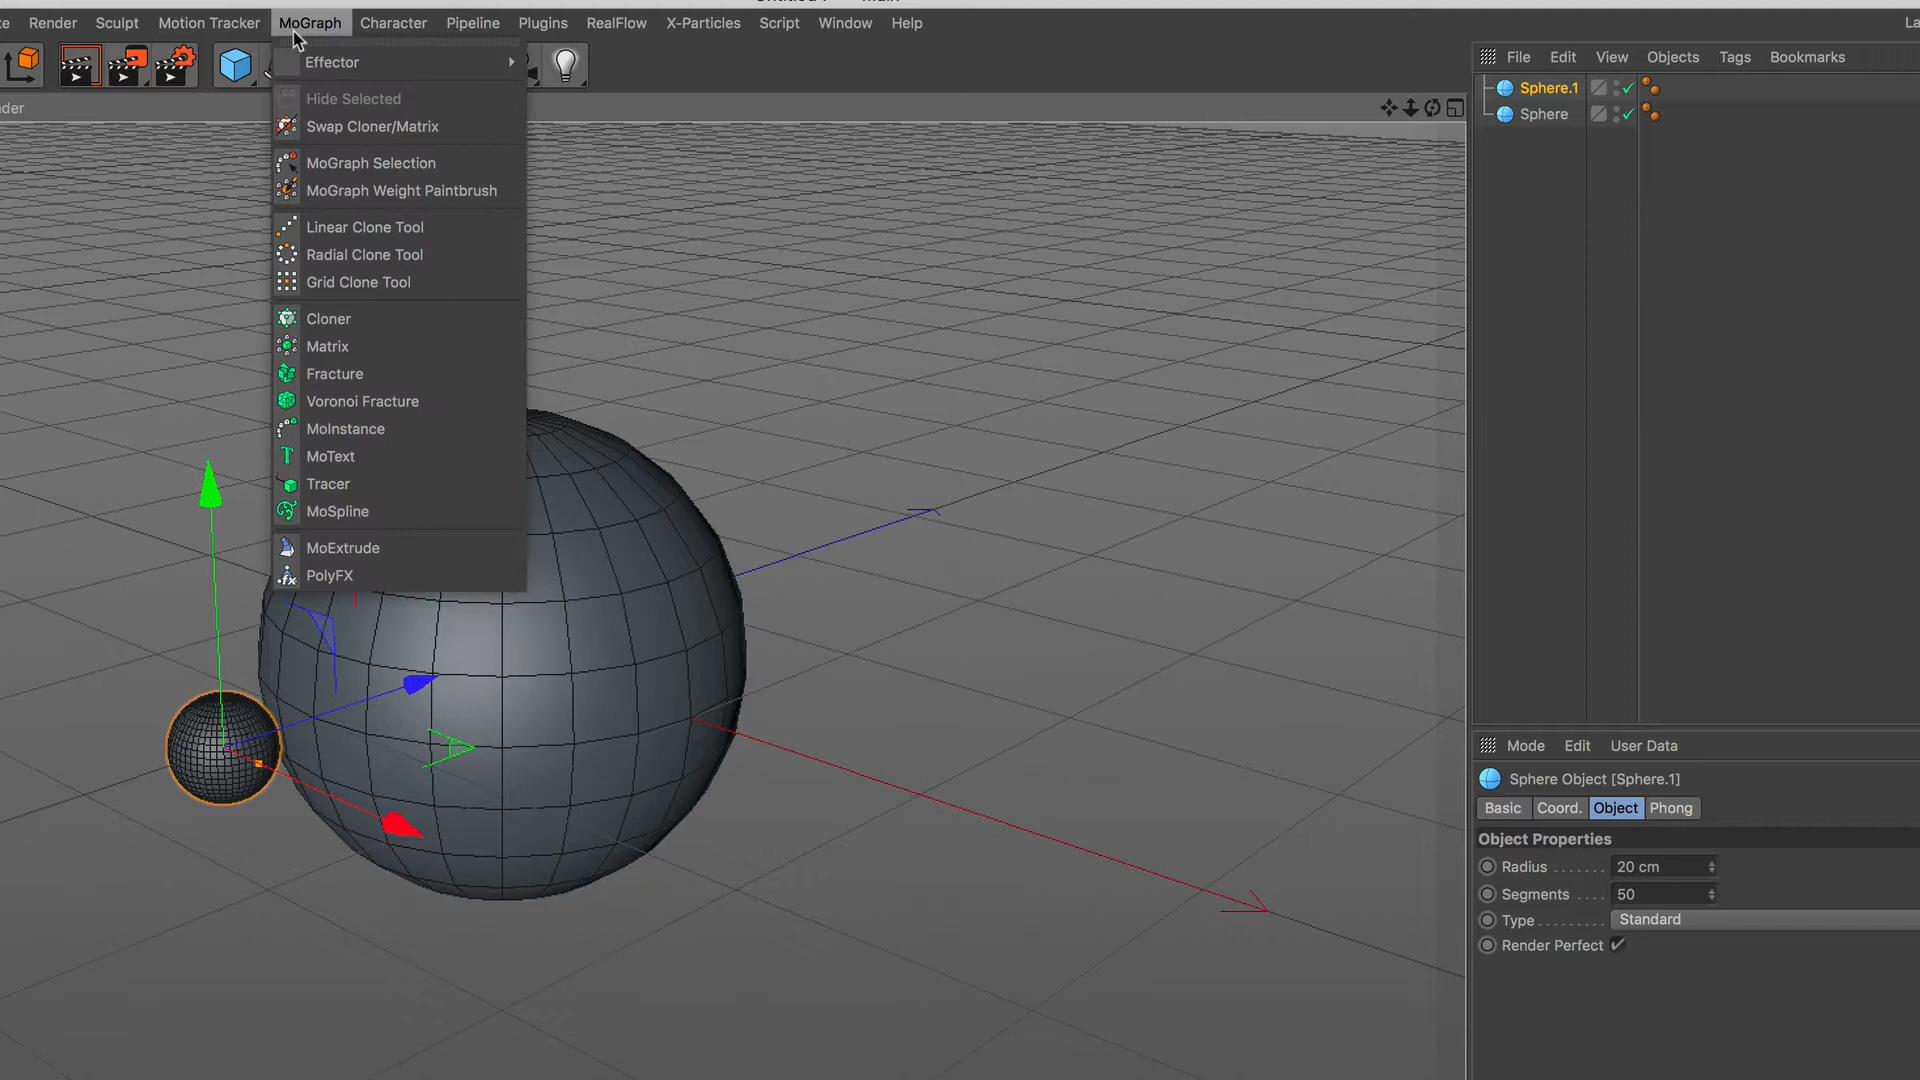 Render Sculpt Motion Tracker MoGraph Character Pipeline Plugins RealFlow X-Particles Script Window Help
Effector
Hide Selected
Swap Cloner/Matrix
MoGraph Selection
MoGraph Weight Paintbrush
Linear Clone Tool
Radial Clone Tool
Grid Clone Tool
Cloner
Matrix
Fracture
Voronoi Fracture
MoInstance
MoText
Tracer
MoSpline
MoExtrude
PolyFX
File Edit View Objects Tags Bookmarks
Sphere.1
Sphere
Mode Edit User Data
Sphere Object [Sphere.1]
Basic Coord. Object Phong
Object Properties
Radius 20 cm
Segments 50
Type Standard
Render Perfect